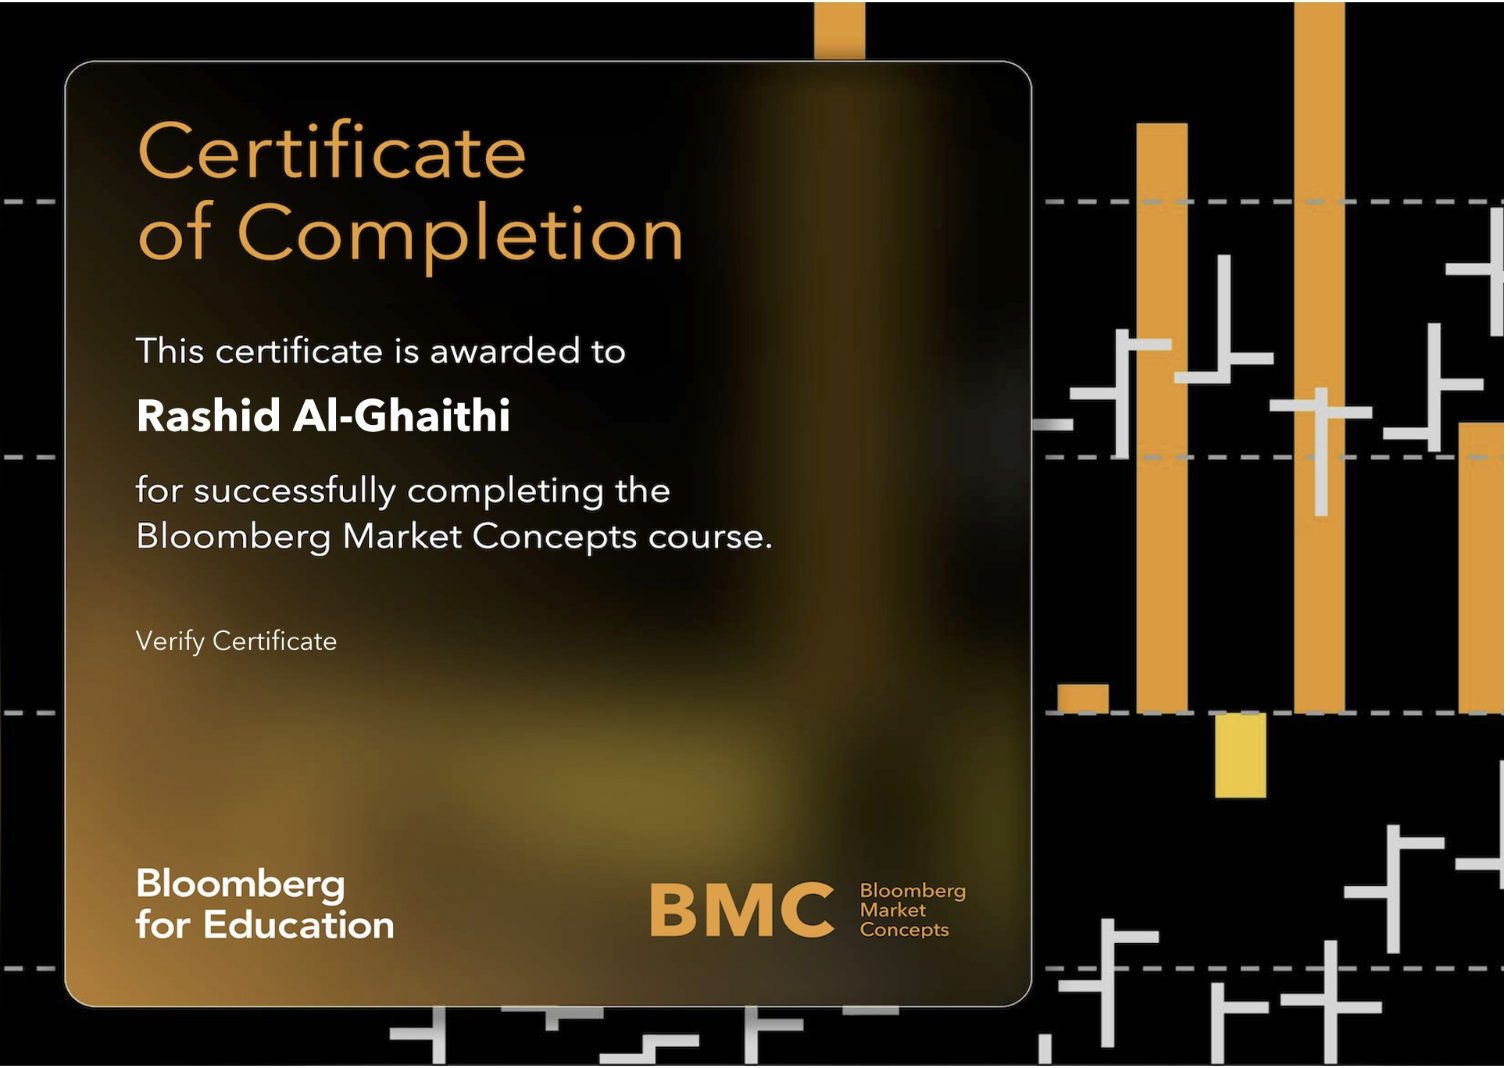 Certificate
of Completion
This certificate is awarded to
Rashid Al-Ghaithi
for successfully completing the
Bloomberg Market Concepts course.
Verify Certificate
Bloomberg
for Education
BMC
Bloomberg
Market
Concepts